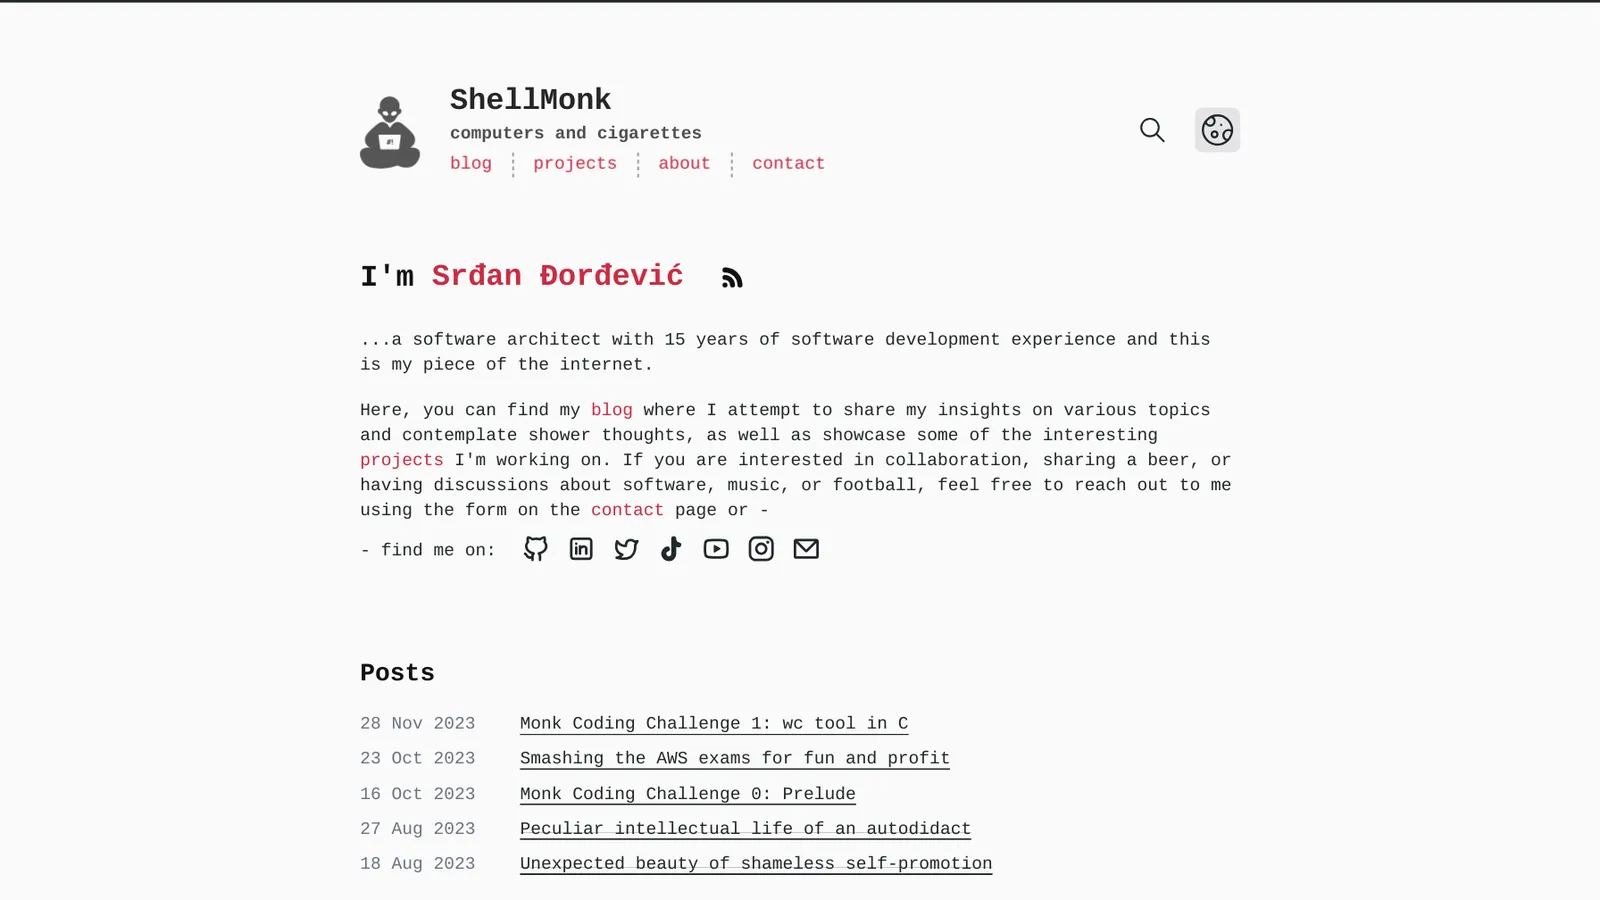 ShellMonk
computers and cigarettes
blog projects about contact
#!
I'm Srđan Đorđević
...a software architect with 15 years of software development experience and this
is my piece of the internet.
Here, you can find my blog where I attempt to share my insights on various topics
and contemplate shower thoughts, as well as showcase some of the interesting
projects I'm working on. If you are interested in collaboration, sharing a beer, or
having discussions about software, music, or football, feel free to reach out to me
using the form on the contact page or -
- find me on:
Posts
28 Nov 2023 Monk Coding Challenge 1: wc tool in C
23 Oct 2023 Smashing the AWS exams for fun and profit
16 Oct 2023 Monk Coding Challenge 0: Prelude
27 Aug 2023 Peculiar intellectual life of an autodidact
18 Aug 2023 Unexpected beauty of shameless self-promotion